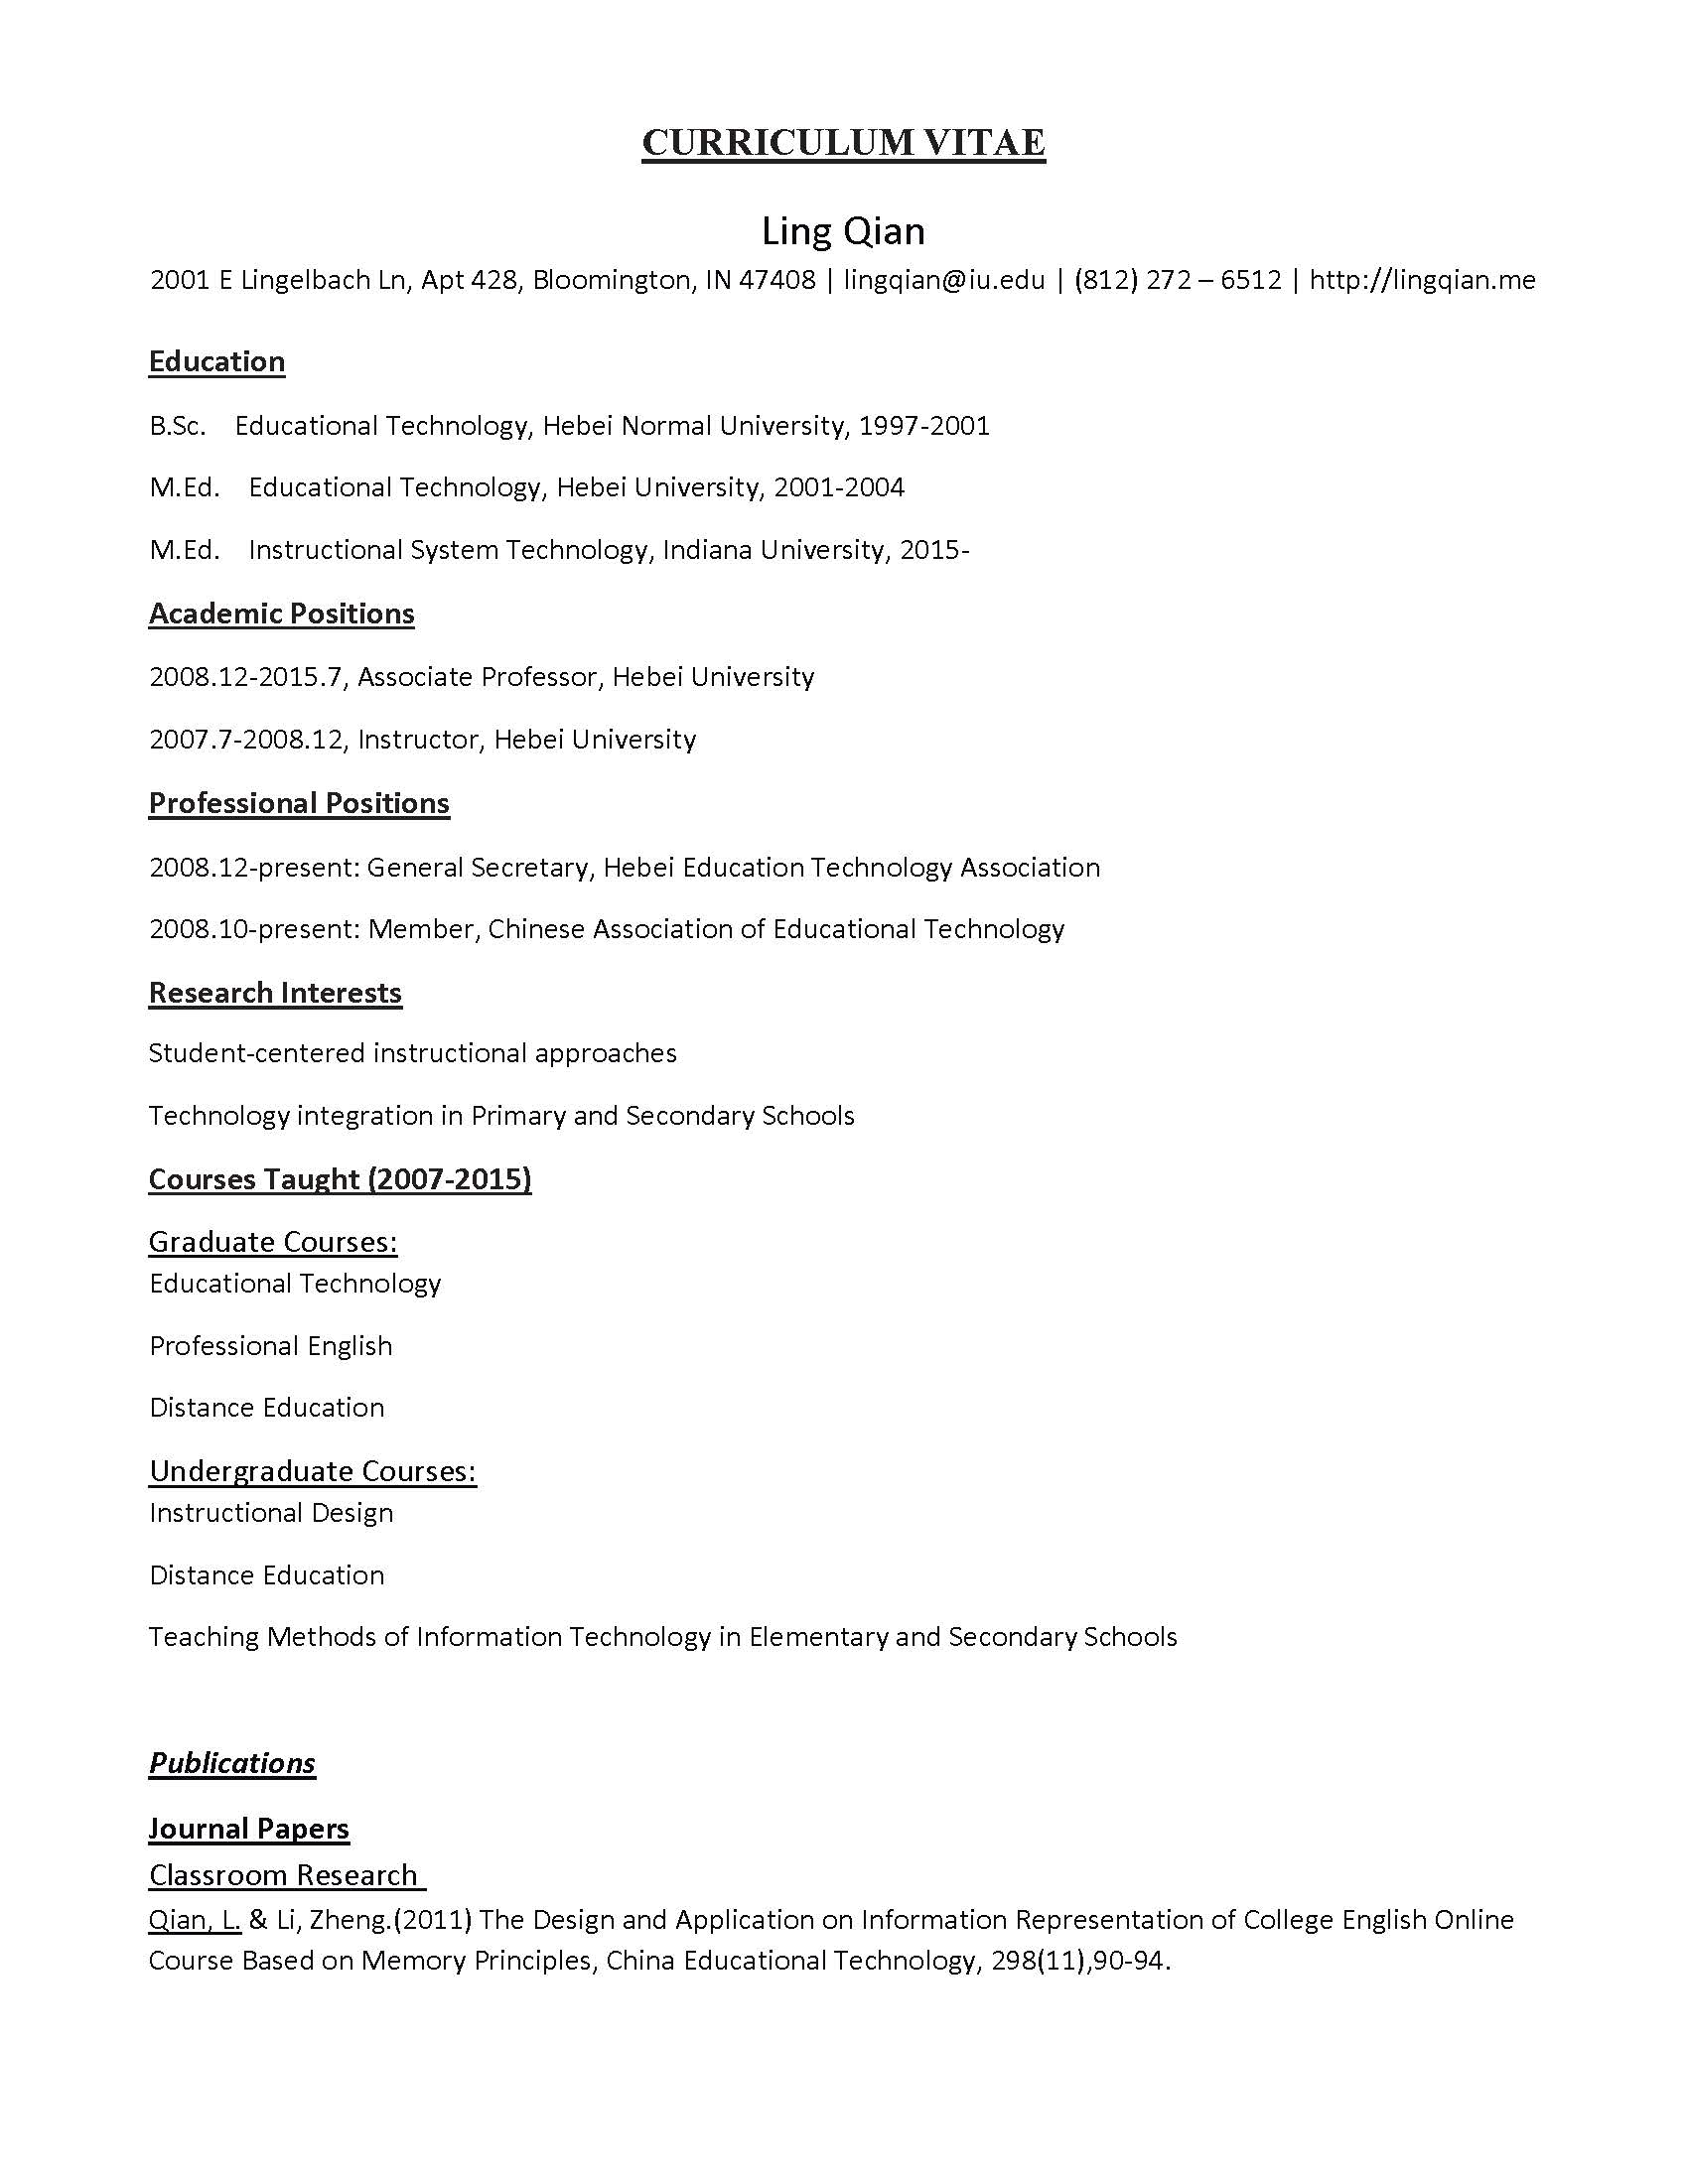 CURRICULUM VITAE
Ling Qian
2001 E Lingelbach Ln, Apt 428, Bloomington, IN 47408 | lingqian@iu.edu | (812) 272 – 6512 | http://lingqian.me
Education
B.Sc. Educational Technology, Hebei Normal University, 1997-2001
M.Ed. Educational Technology, Hebei University, 2001-2004
M.Ed. Instructional System Technology, Indiana University, 2015-
Academic Positions
2008.12-2015.7, Associate Professor, Hebei University
2007.7-2008.12, Instructor, Hebei University
Professional Positions
2008.12-present: General Secretary, Hebei Education Technology Association
2008.10-present: Member, Chinese Association of Educational Technology
Research Interests
Student-centered instructional approaches
Technology integration in Primary and Secondary Schools
Courses Taught (2007-2015)
Graduate Courses:
Educational Technology
Professional English
Distance Education
Undergraduate Courses:
Instructional Design
Distance Education
Teaching Methods of Information Technology in Elementary and Secondary Schools
Publications
Journal Papers
Classroom Research
Qian, L. & Li, Zheng.(2011) The Design and Application on Information Representation of College English Online
Course Based on Memory Principles, China Educational Technology, 298(11),90-94.